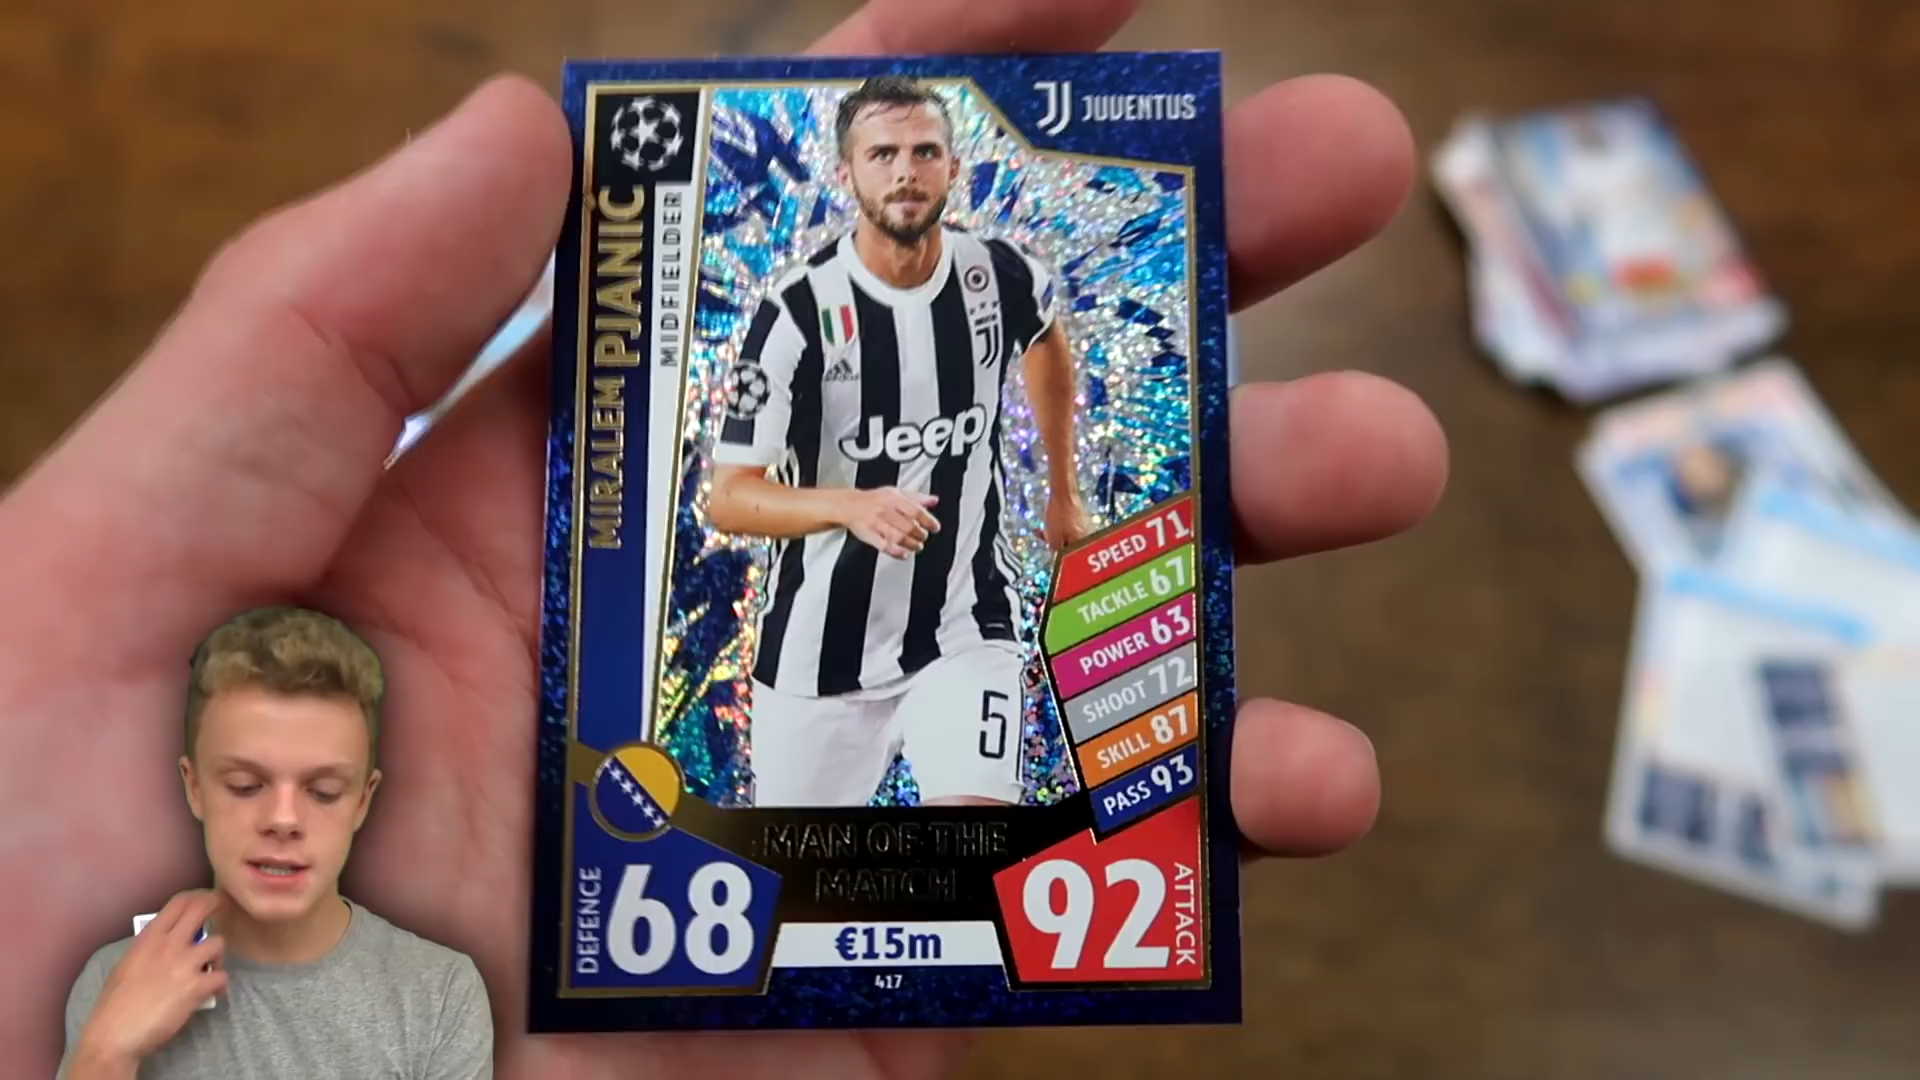 JUVENTUS
MIRALEM PJANIĆ
MIDFIELDER
Jeep
5
SPEED 71
TACKLE 67
POWER 63
SHOOT 72
SKILL 87
PASS 93
MAN OF THE
MATCH
DEFENCE 68
92 ATTACK
€15m
417